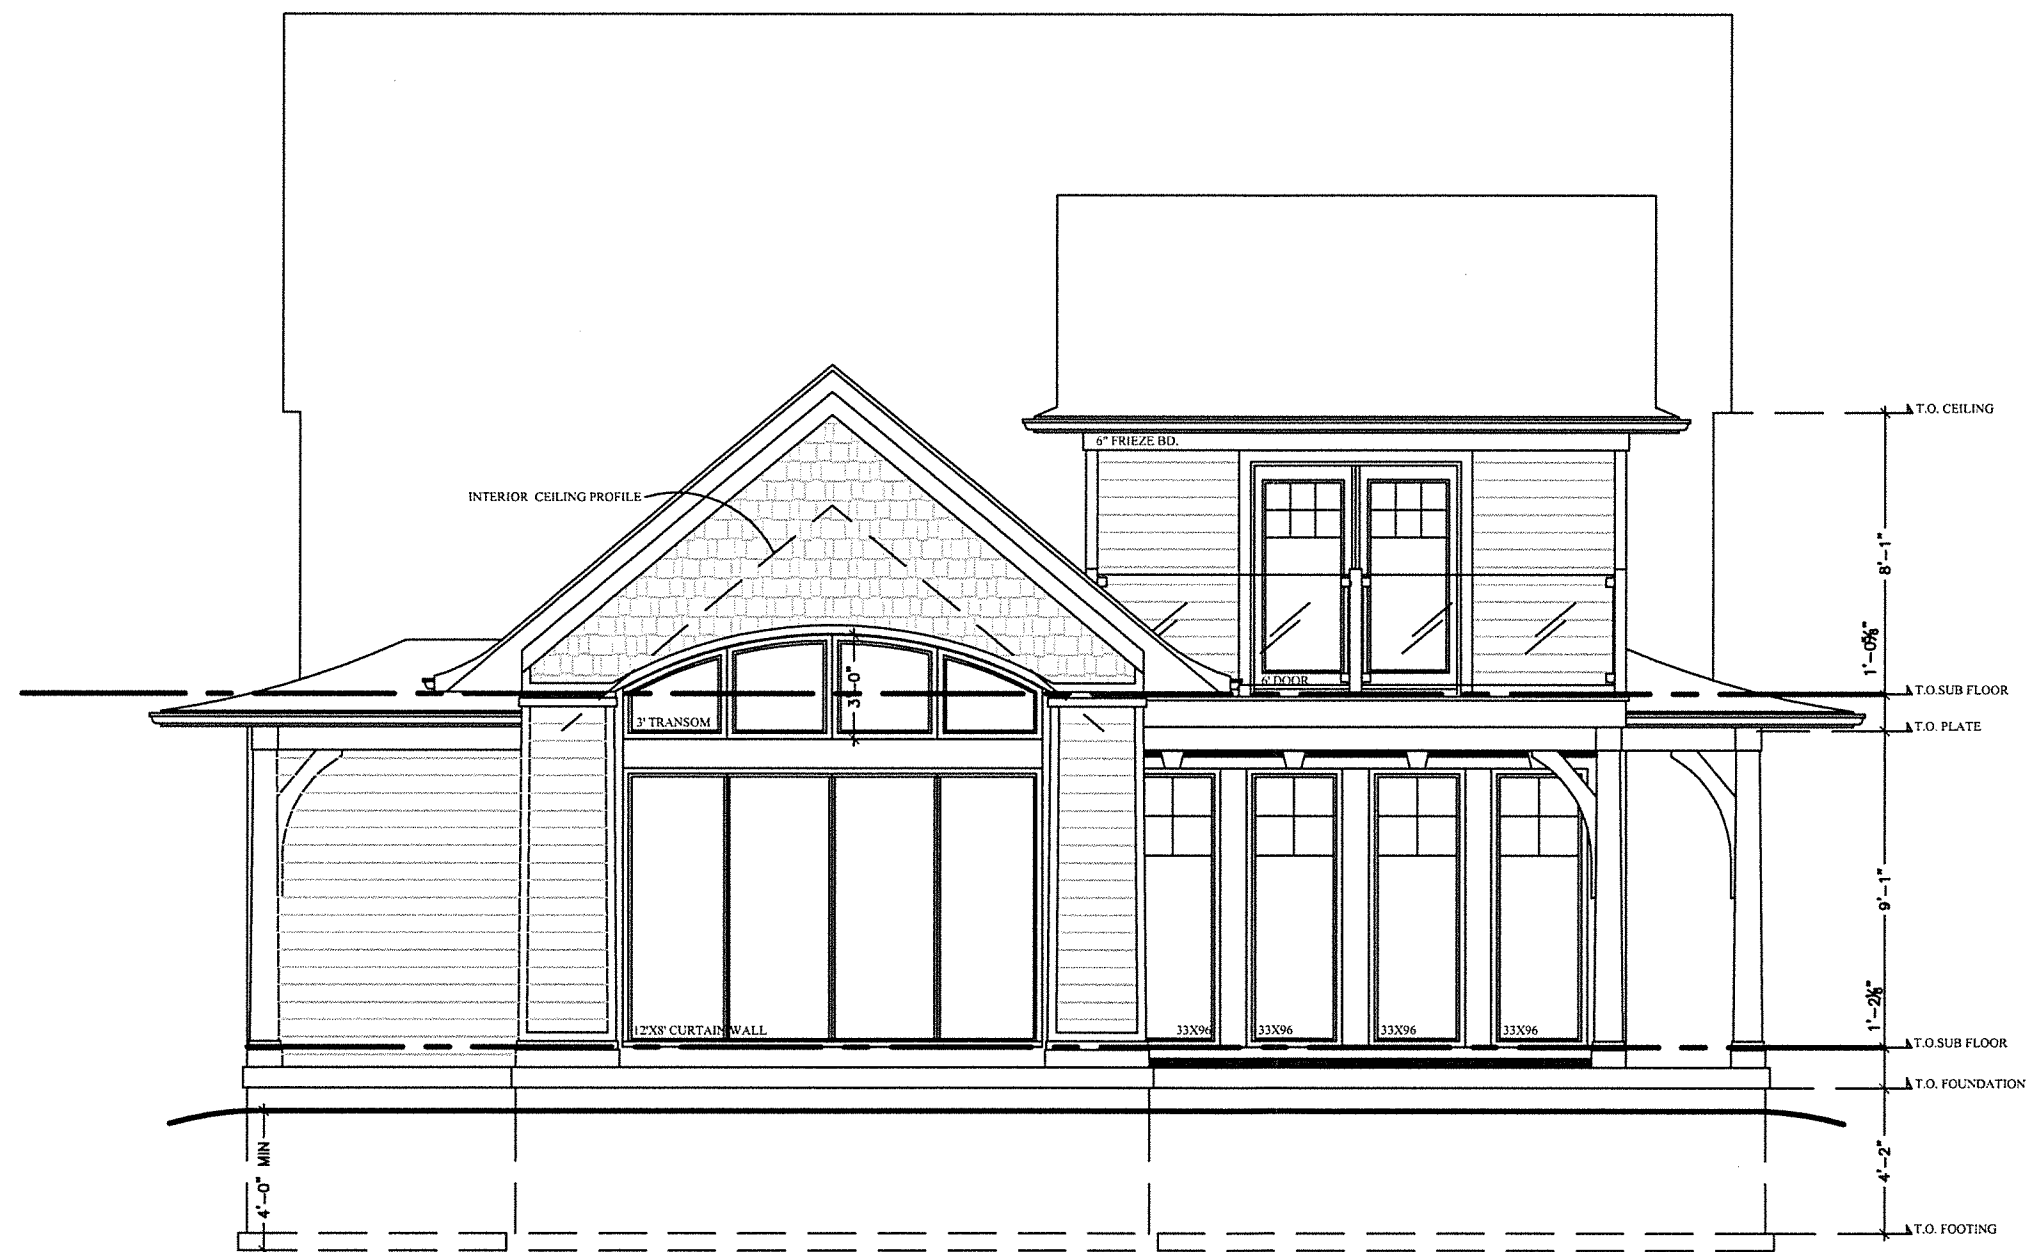 T.O. CEILING
6" FRIEZE BD.
INTERIOR CEILING PROFILE
8'-1"
1'-0⅝"
6' DOOR
T.O.SUB FLOOR
3'-0"
3' TRANSOM
T.O. PLATE
9'-1"
1'-2⅛"
12'X8' CURTAIN WALL
33X96
33X96
33X96
33X96
T.O.SUB FLOOR
T.O. FOUNDATION
4'-0" MIN
4'-2"
T.O. FOOTING